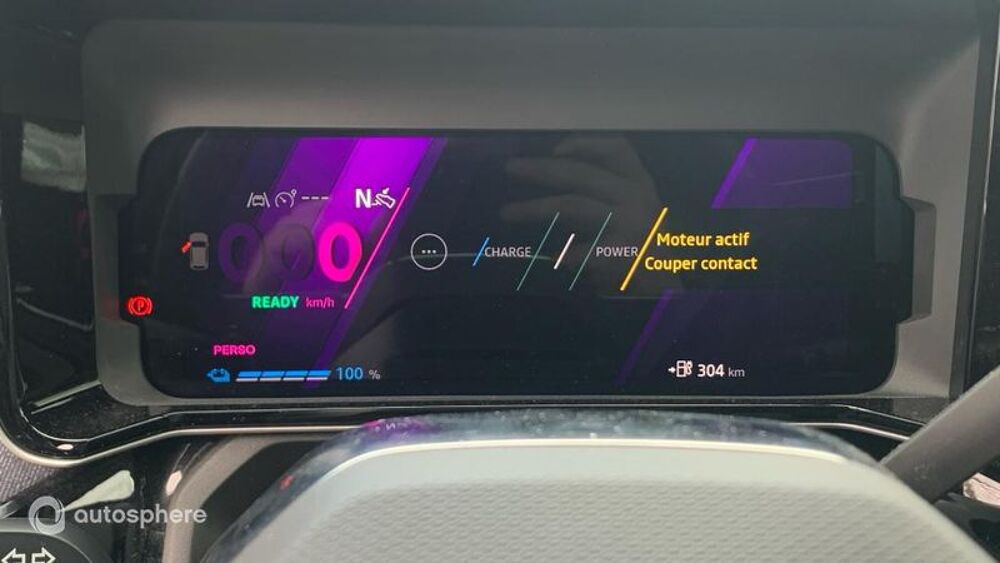 --- N
000
CHARGE
POWER
Moteur actif
Couper contact
READY km/h
P
PERSO
100 %
304 km
autosphere